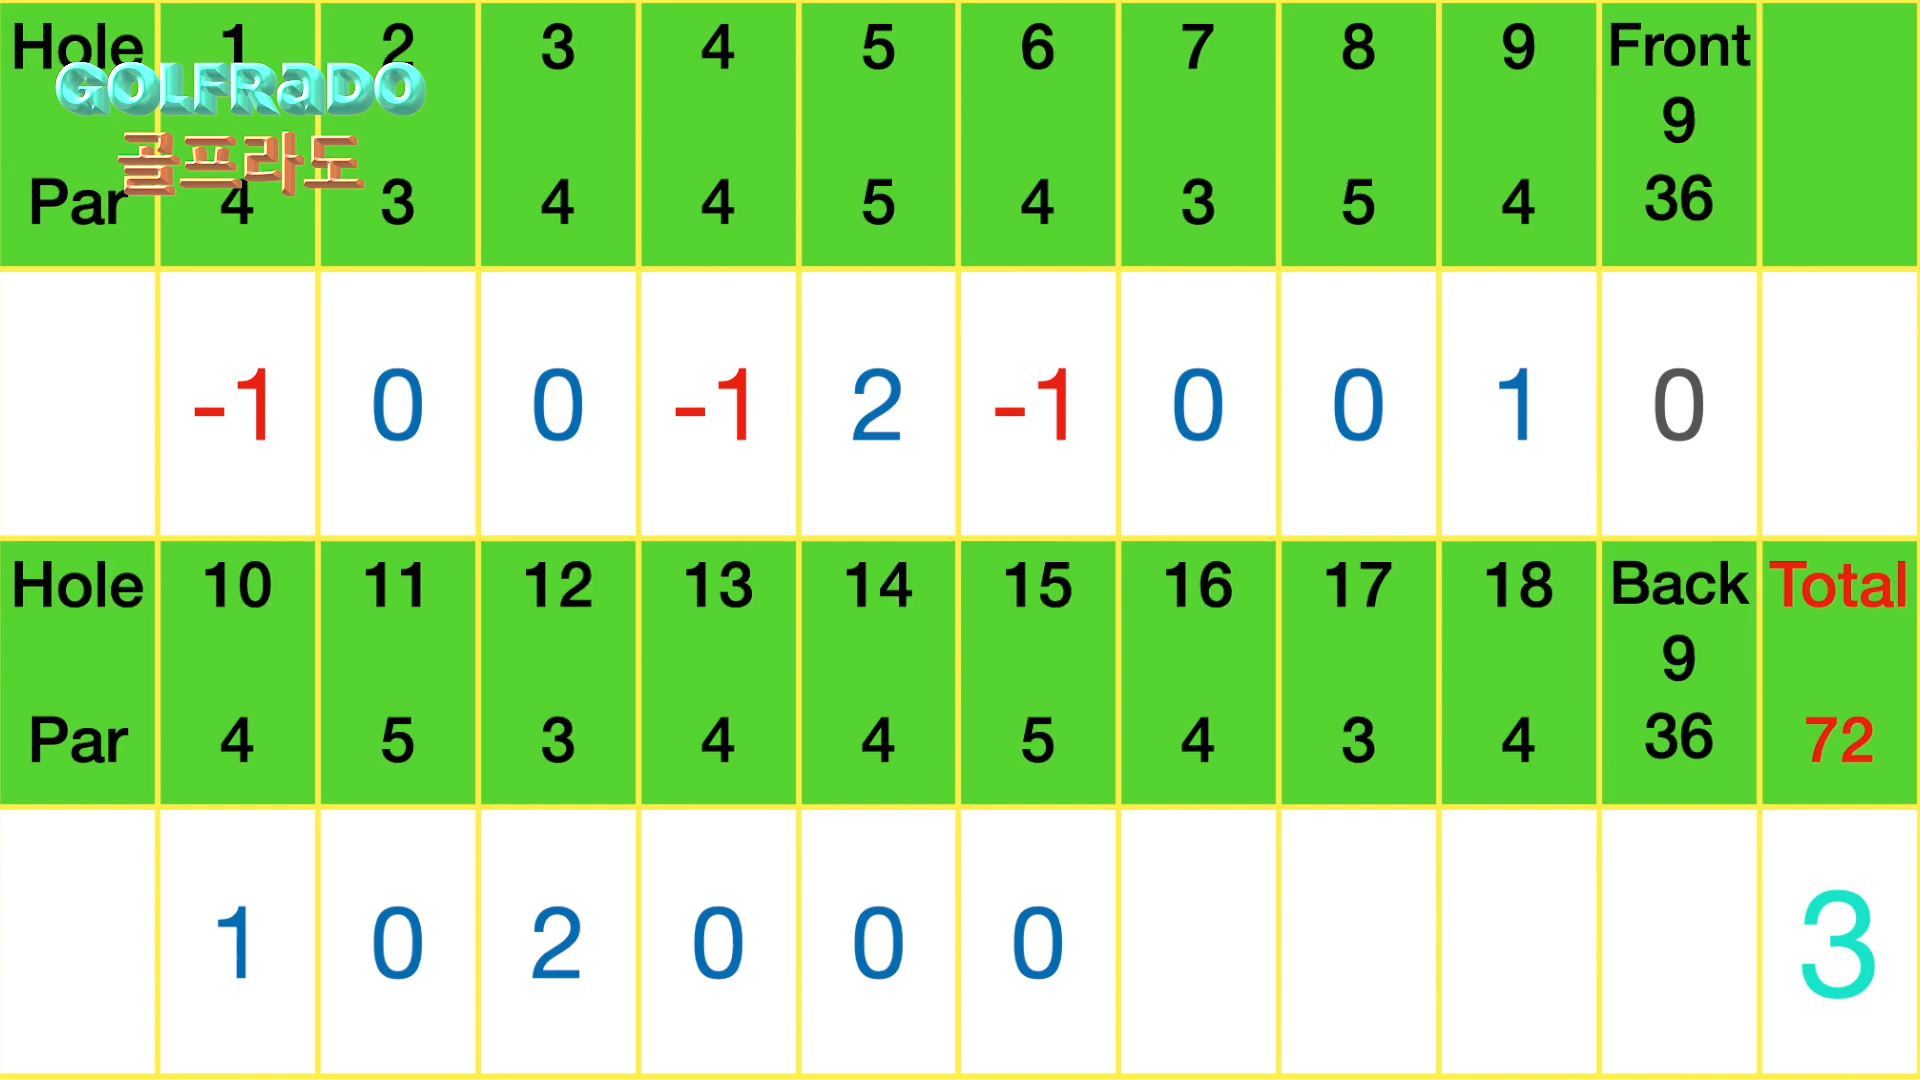 Hole 1 2 3 4 5 6 7 8 9 Front
9
Par 4 3 4 4 5 4 3 5 4 36
GOLFRaDO
골프라도
-1 0 0 -1 2 -1 0 0 1 0
Hole 10 11 12 13 14 15 16 17 18 Back Total
9
Par 4 5 3 4 4 5 4 3 4 36 72
1 0 2 0 0 0 3